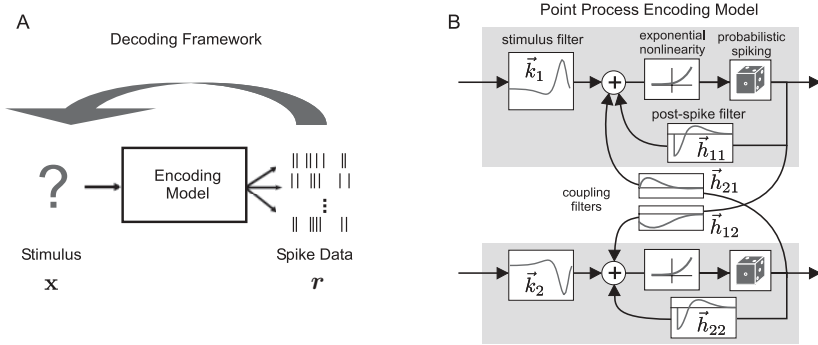 A
Decoding Framework
?
Encoding
Model
Stimulus
x
Spike Data
r
B
Point Process Encoding Model
stimulus filter
exponential
nonlinearity
probabilistic
spiking
k⃗₁
+
post-spike filter
h⃗₁₁
h⃗₂₁
coupling
filters
h⃗₁₂
k⃗₂
+
h⃗₂₂